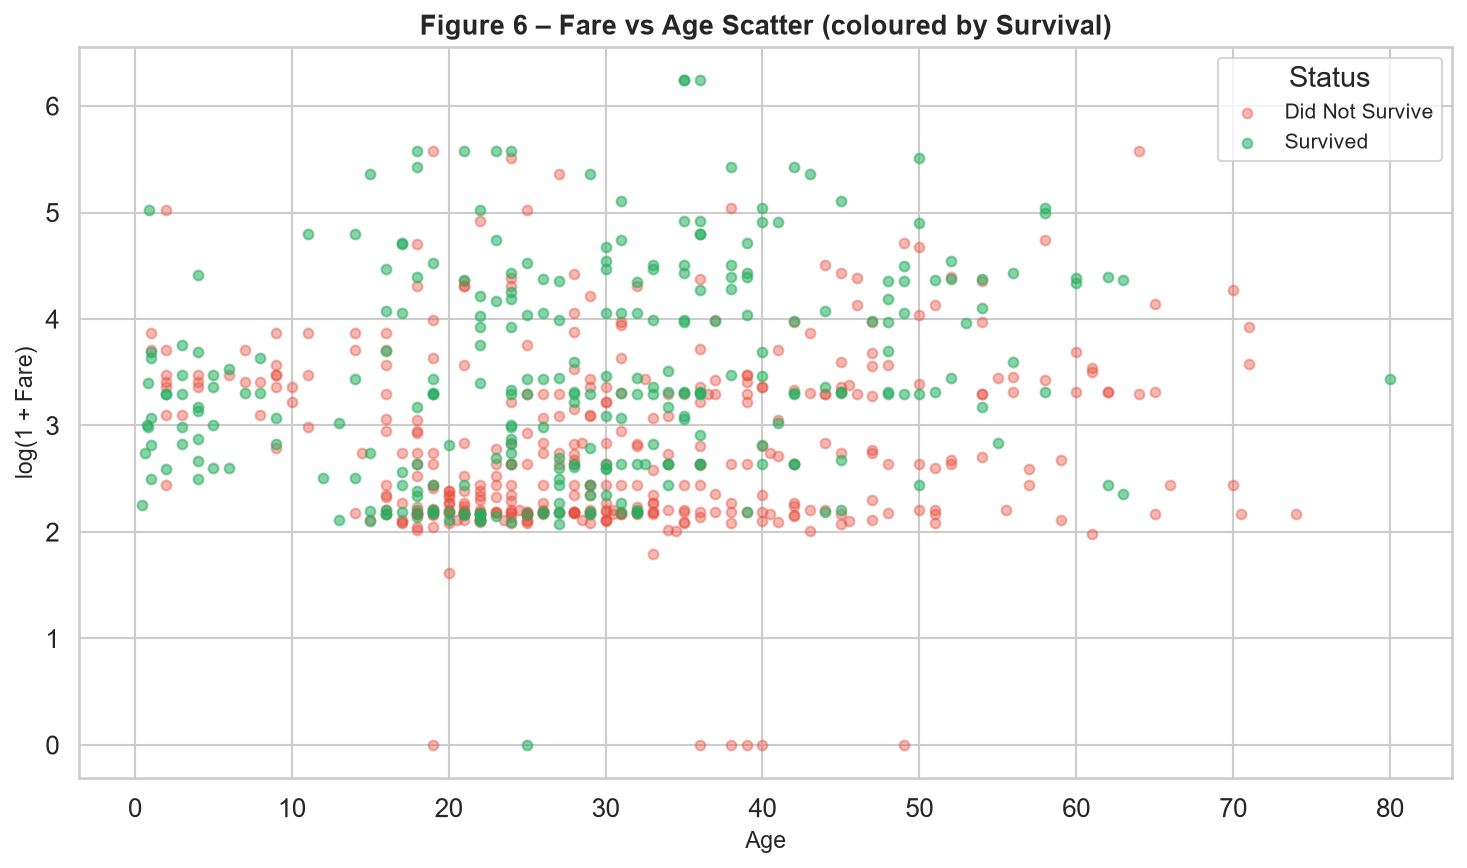 Figure 6 – Fare vs Age Scatter (coloured by Survival)
Status
Did Not Survive
Survived
log(1 + Fare)
6
5
4
3
2
1
0
0 10 20 30 40 50 60 70 80
Age